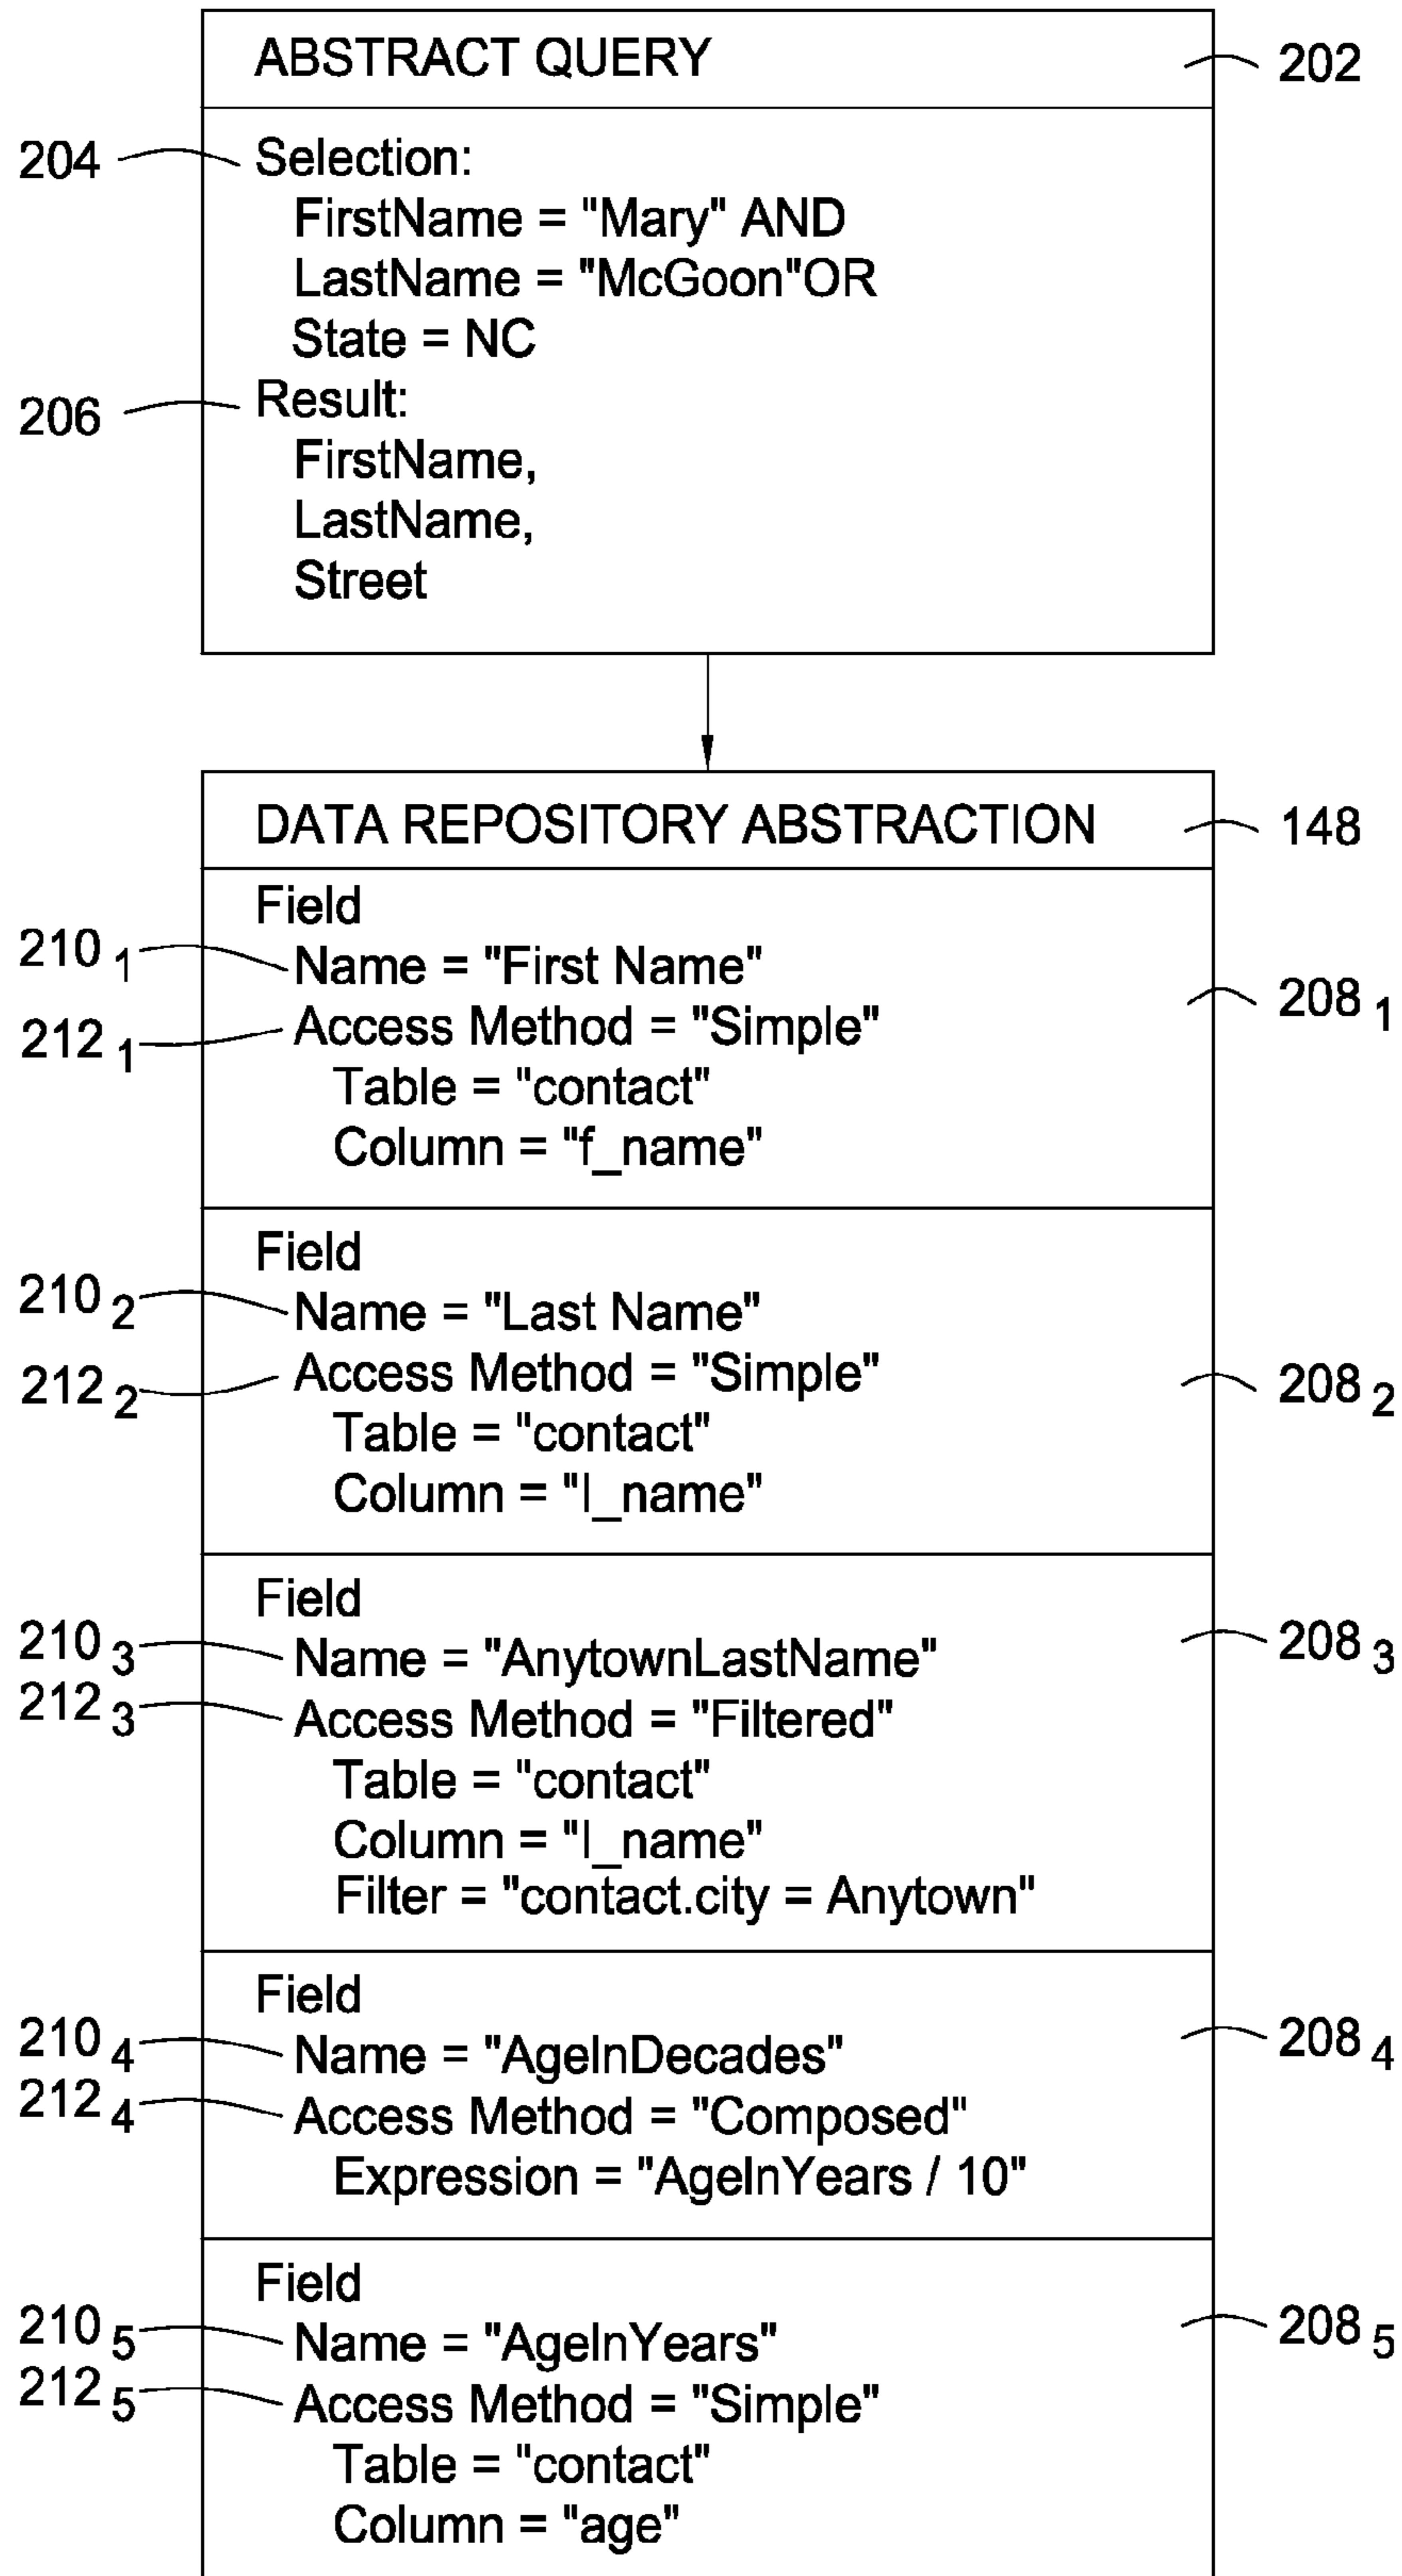 ABSTRACT QUERY 202
204 Selection:
FirstName = "Mary" AND
LastName = "McGoon"OR
State = NC
206 Result:
FirstName,
LastName,
Street
DATA REPOSITORY ABSTRACTION 148
Field
210 1 Name = "First Name" 208 1
212 1 Access Method = "Simple"
Table = "contact"
Column = "f_name"
Field
210 2 Name = "Last Name"
212 2 Access Method = "Simple" 208 2
Table = "contact"
Column = "l_name"
Field
210 3 Name = "AnytownLastName" 208 3
212 3 Access Method = "Filtered"
Table = "contact"
Column = "l_name"
Filter = "contact.city = Anytown"
Field
210 4 Name = "AgeInDecades" 208 4
212 4 Access Method = "Composed"
Expression = "AgeInYears / 10"
Field
210 5 Name = "AgeInYears" 208 5
212 5 Access Method = "Simple"
Table = "contact"
Column = "age"